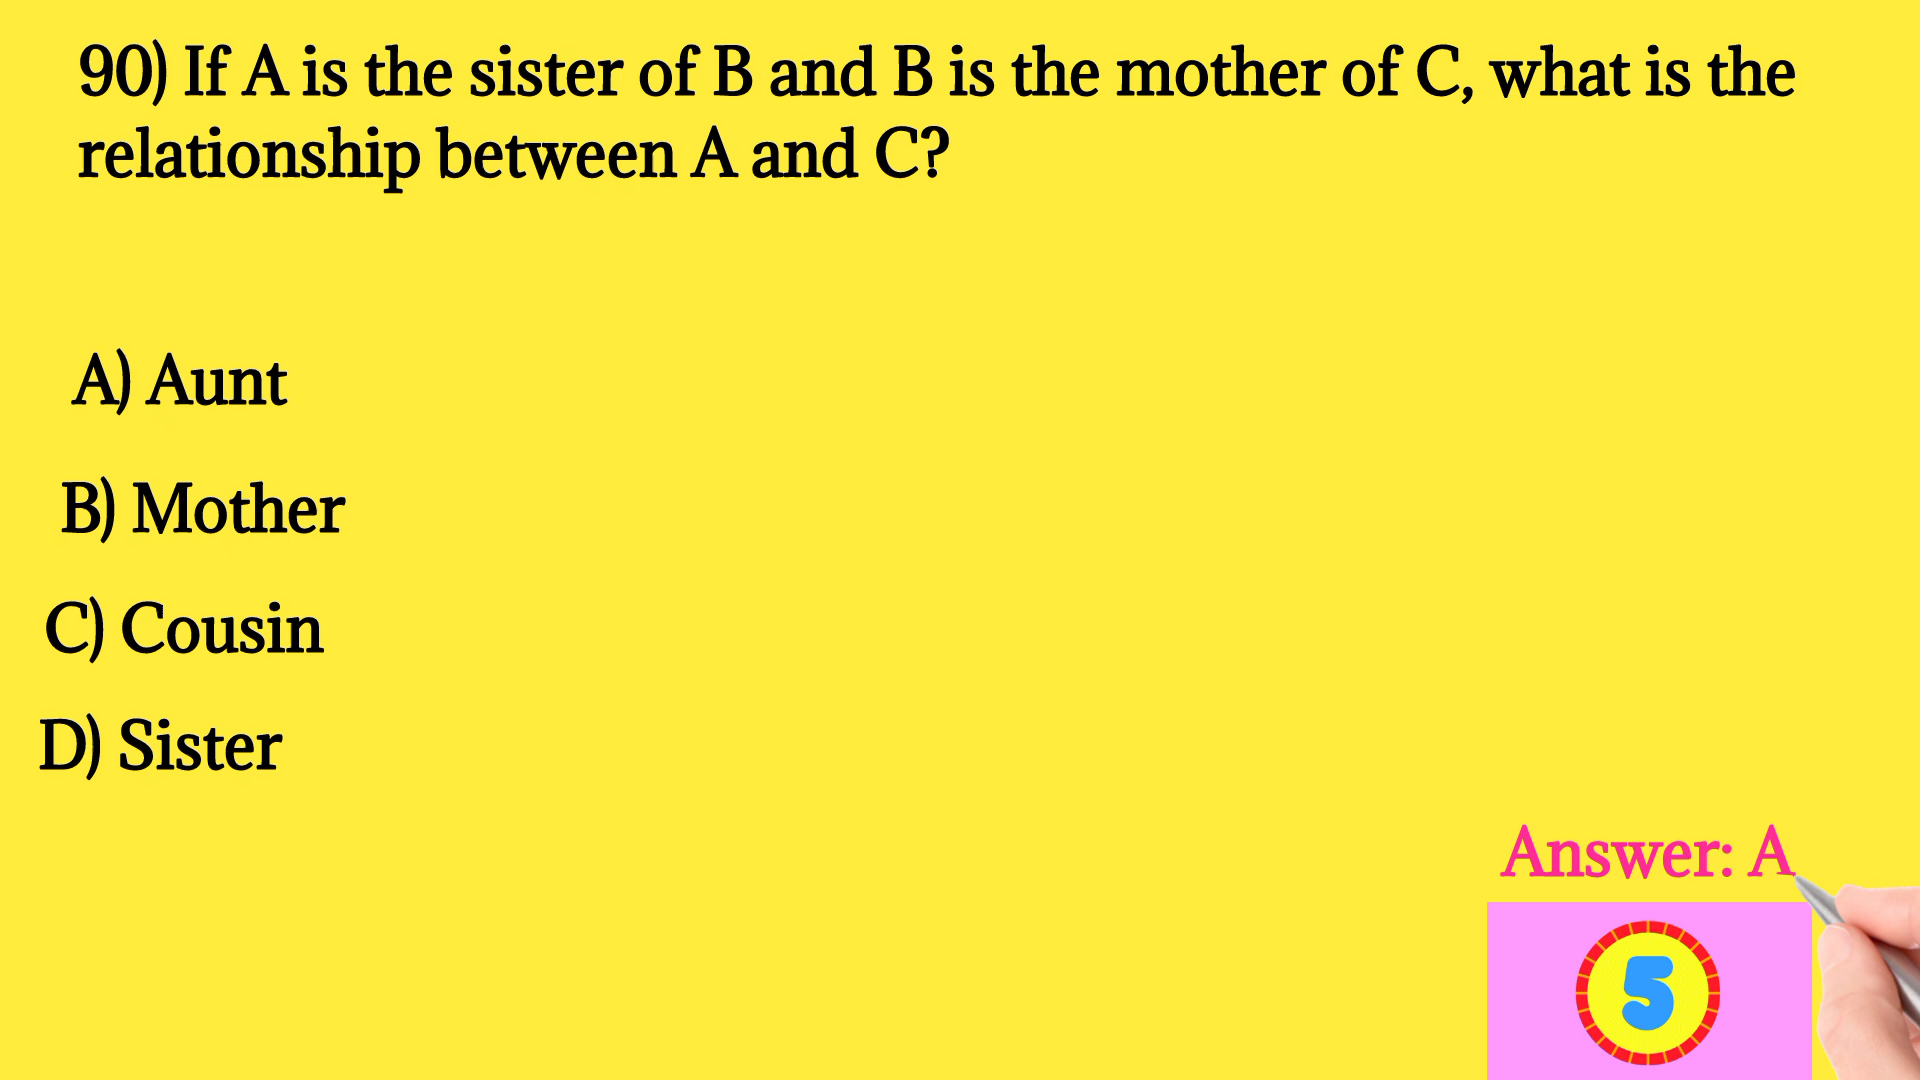 90) If A is the sister of B and B is the mother of C, what is the
relationship between A and C?
A) Aunt
B) Mother
C) Cousin
D) Sister
Answer: A
5